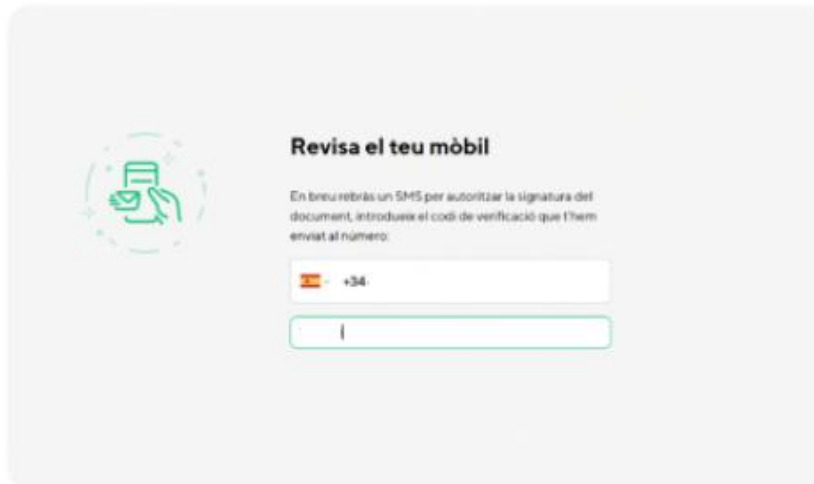 Revisa el teu mòbil
En breu rebràs un SMS per autoritzar la signatura del
document, introdueix el codi de verificació que t'hem
enviat al número:
+34